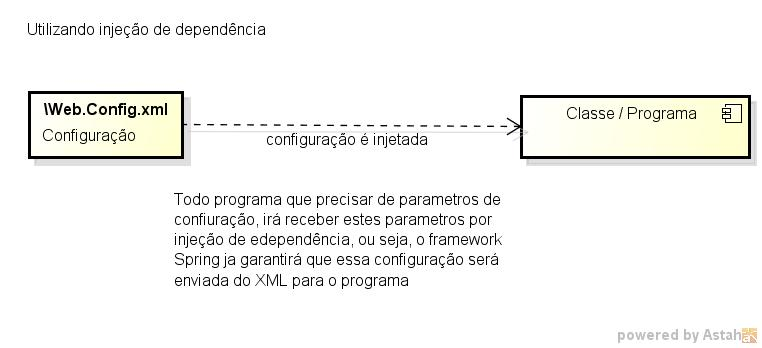 Utilizando injeção de dependência
\Web.Config.xml
Configuração
configuração é injetada
Classe / Programa
Todo programa que precisar de parametros de
confiuração, irá receber estes parametros por
injeção de edependência, ou seja, o framework
Spring ja garantirá que essa configuração será
enviada do XML para o programa
powered by Astah